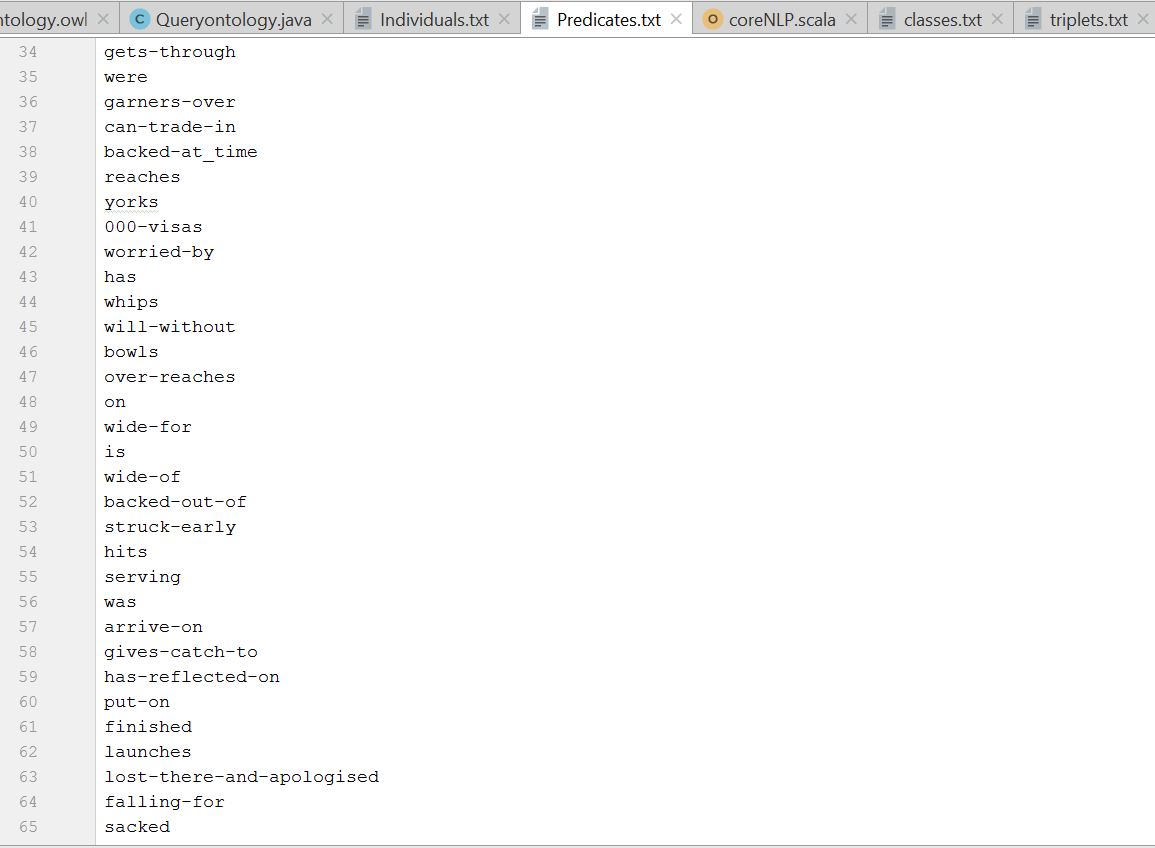 ntology.owl Queryontology.java Individuals.txt Predicates.txt coreNLP.scala classes.txt triplets.txt
34 gets-through
35 were
36 garners-over
37 can-trade-in
38 backed-at_time
39 reaches
40 yorks
41 000-visas
42 worried-by
43 has
44 whips
45 will-without
46 bowls
47 over-reaches
48 on
49 wide-for
50 is
51 wide-of
52 backed-out-of
53 struck-early
54 hits
55 serving
56 was
57 arrive-on
58 gives-catch-to
59 has-reflected-on
60 put-on
61 finished
62 launches
63 lost-there-and-apologised
64 falling-for
65 sacked